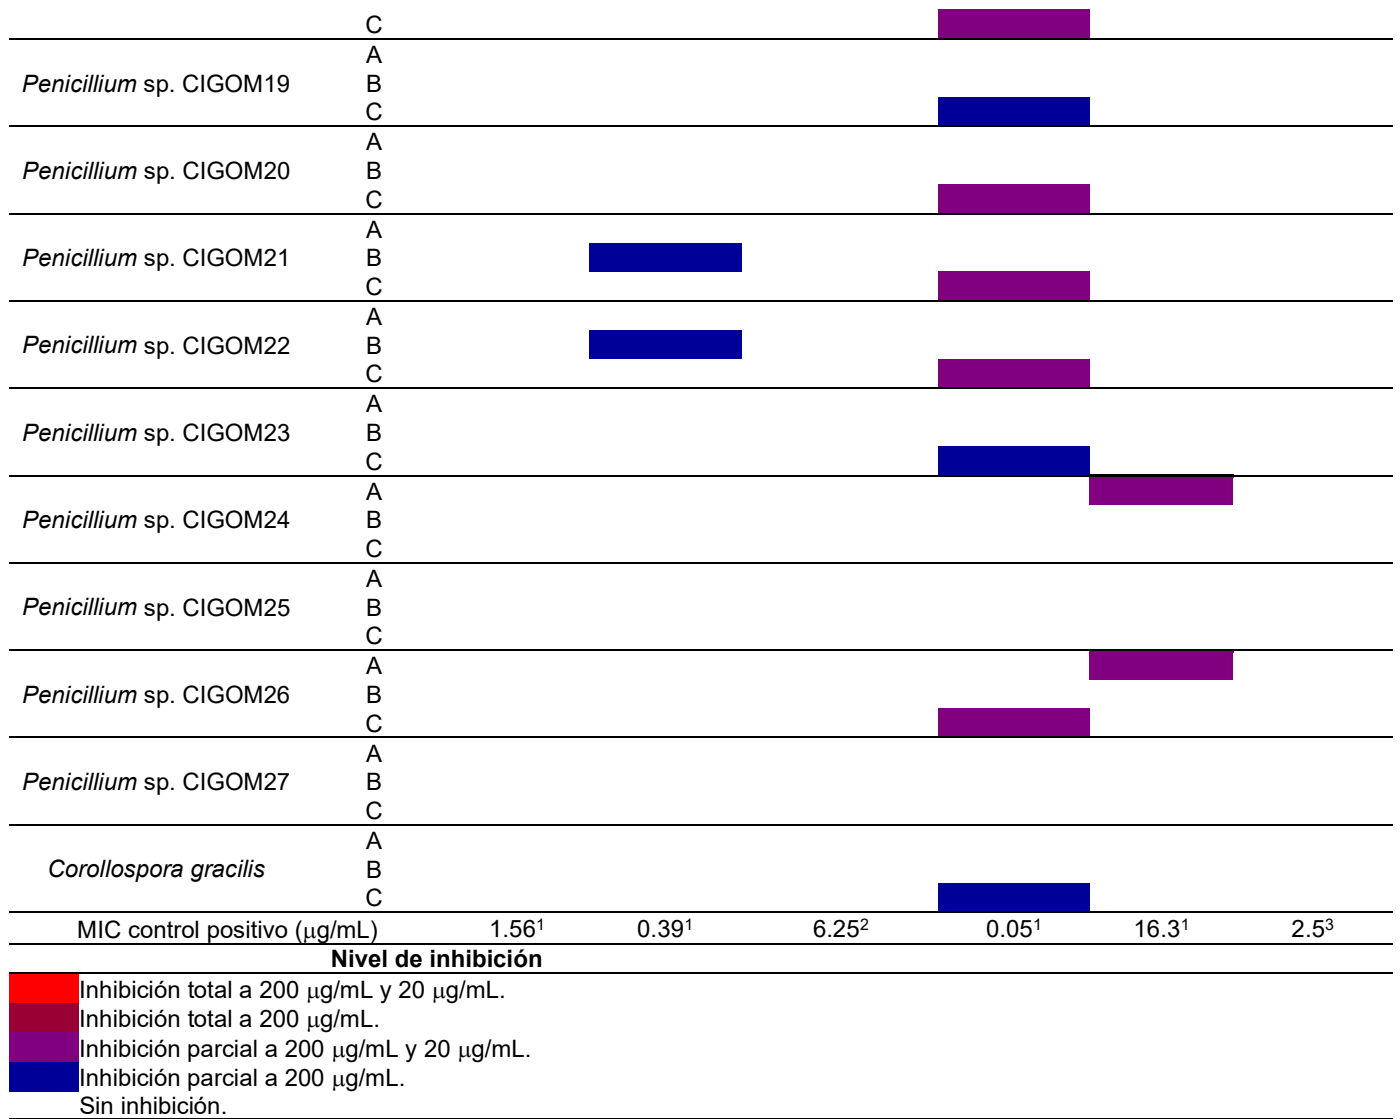 C
A
Penicillium sp. CIGOM19 B
C
A
Penicillium sp. CIGOM20 B
C
A
Penicillium sp. CIGOM21 B
C
A
Penicillium sp. CIGOM22 B
C
A
Penicillium sp. CIGOM23 B
C
A
Penicillium sp. CIGOM24 B
C
A
Penicillium sp. CIGOM25 B
C
A
Penicillium sp. CIGOM26 B
C
A
Penicillium sp. CIGOM27 B
C
A
Corollospora gracilis B
C
MIC control positivo (μg/mL) 1.56¹ 0.39¹ 6.25² 0.05¹ 16.3¹ 2.5³
Nivel de inhibición
Inhibición total a 200 μg/mL y 20 μg/mL.
Inhibición total a 200 μg/mL.
Inhibición parcial a 200 μg/mL y 20 μg/mL.
Inhibición parcial a 200 μg/mL.
Sin inhibición.